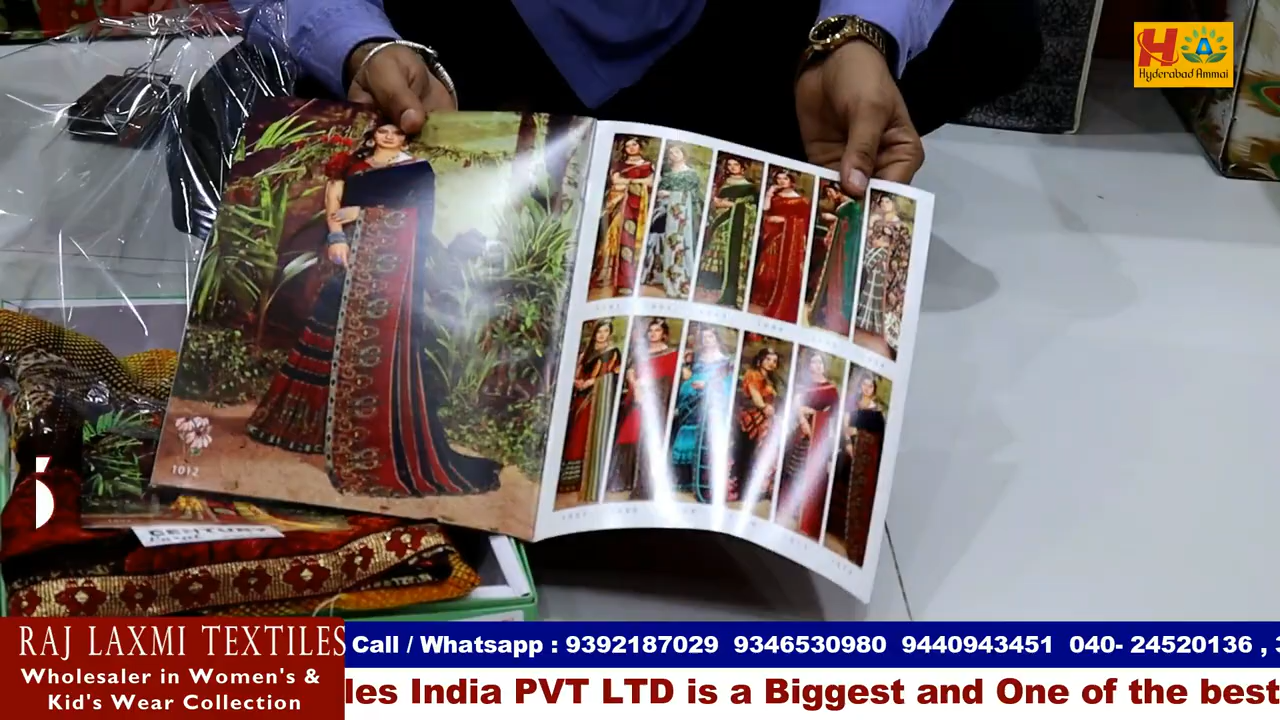 H
Hyderabad Ammai
1012
CENTURY
RAJ LAXMI TEXTILES
Wholesaler in Women's &
Kid's Wear Collection
Call / Whatsapp : 9392187029 9346530980 9440943451 040- 24520136 ,
les India PVT LTD is a Biggest and One of the best